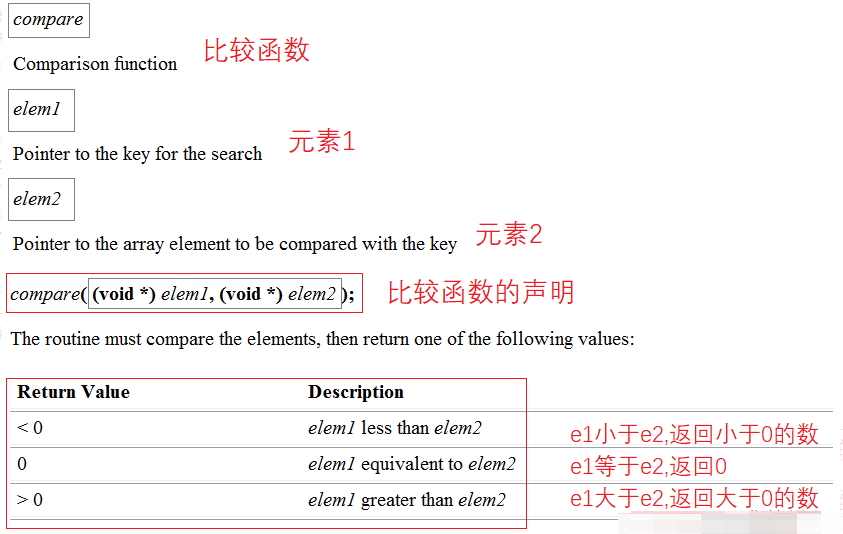 compare
Comparison function 比较函数
elem1
Pointer to the key for the search 元素1
elem2
Pointer to the array element to be compared with the key 元素2
compare( (void *) elem1, (void *) elem2 ); 比较函数的声明
The routine must compare the elements, then return one of the following values:
Return Value Description
< 0 elem1 less than elem2 e1小于e2,返回小于0的数
0 elem1 equivalent to elem2 e1等于e2,返回0
> 0 elem1 greater than elem2 e1大于e2,返回大于0的数